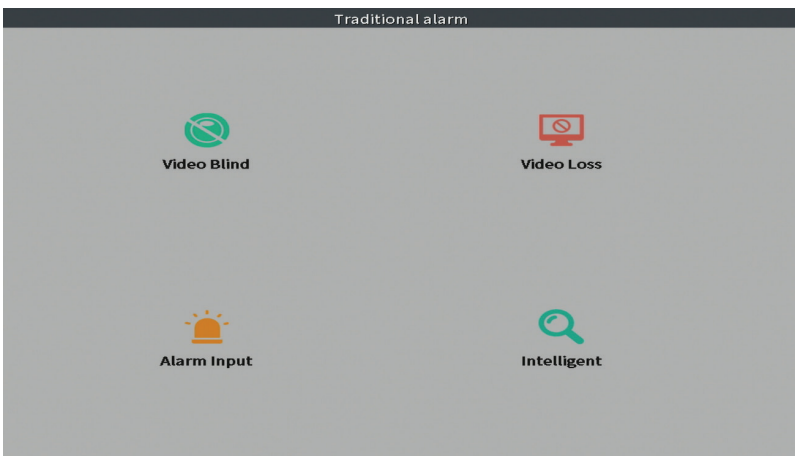 Traditional alarm
Video Blind
Video Loss
Alarm Input
Intelligent